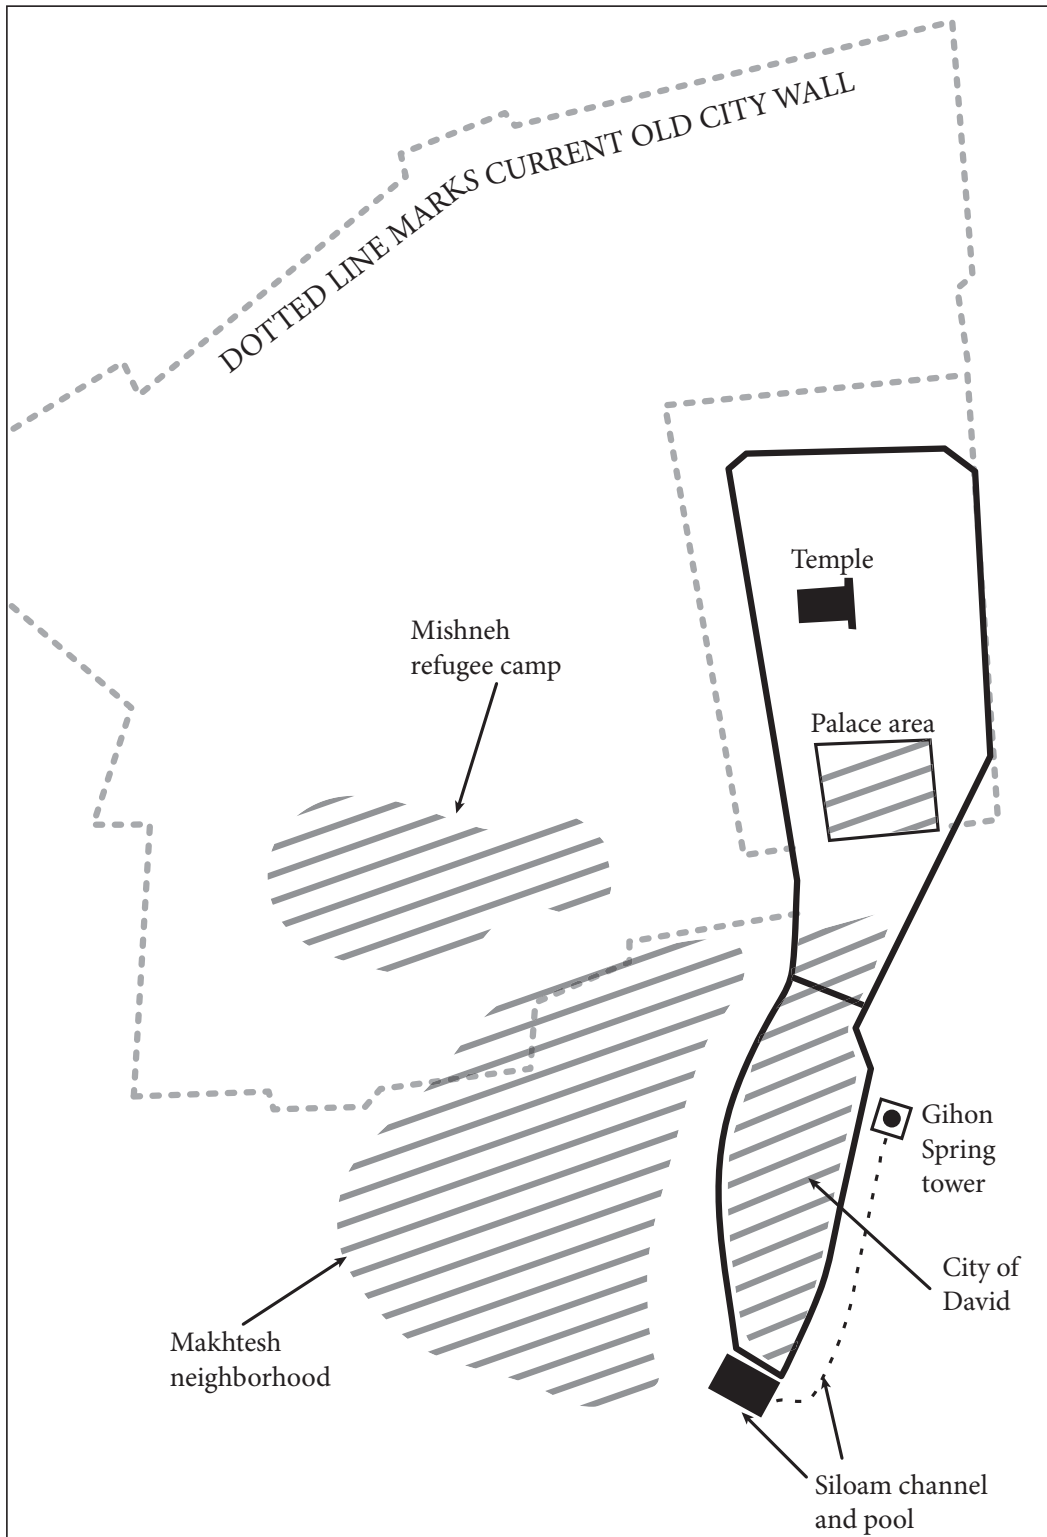 DOTTED LINE MARKS CURRENT OLD CITY WALL
Temple
Mishneh
refugee camp
Palace area
Gihon
Spring
tower
City of
David
Makhtesh
neighborhood
Siloam channel
and pool